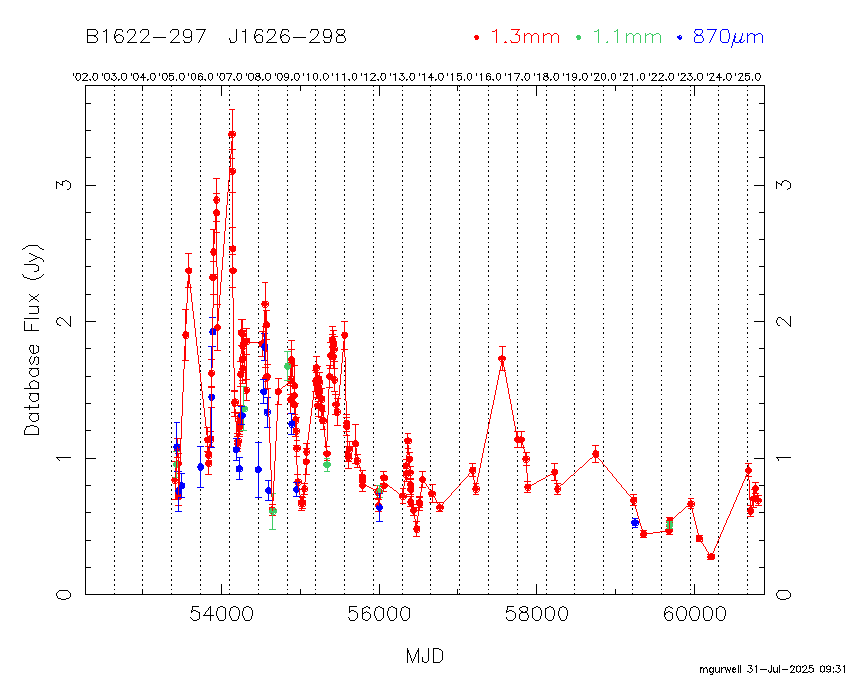 B1622-297 J1626-298 1.3mm 1.1mm 870μm
'02.0 '03.0 '04.0 '05.0 '06.0 '07.0 '08.0 '09.0 '10.0 '11.0 '12.0 '13.0 '14.0 '15.0 '16.0 '17.0 '18.0 '19.0 '20.0 '21.0 '22.0 '23.0 '24.0 '25.0
3 3
2 2
Database Flux (Jy)
1 1
0 0
54000 56000 58000 60000
MJD
mgurwell 31-Jul-2025 09:31